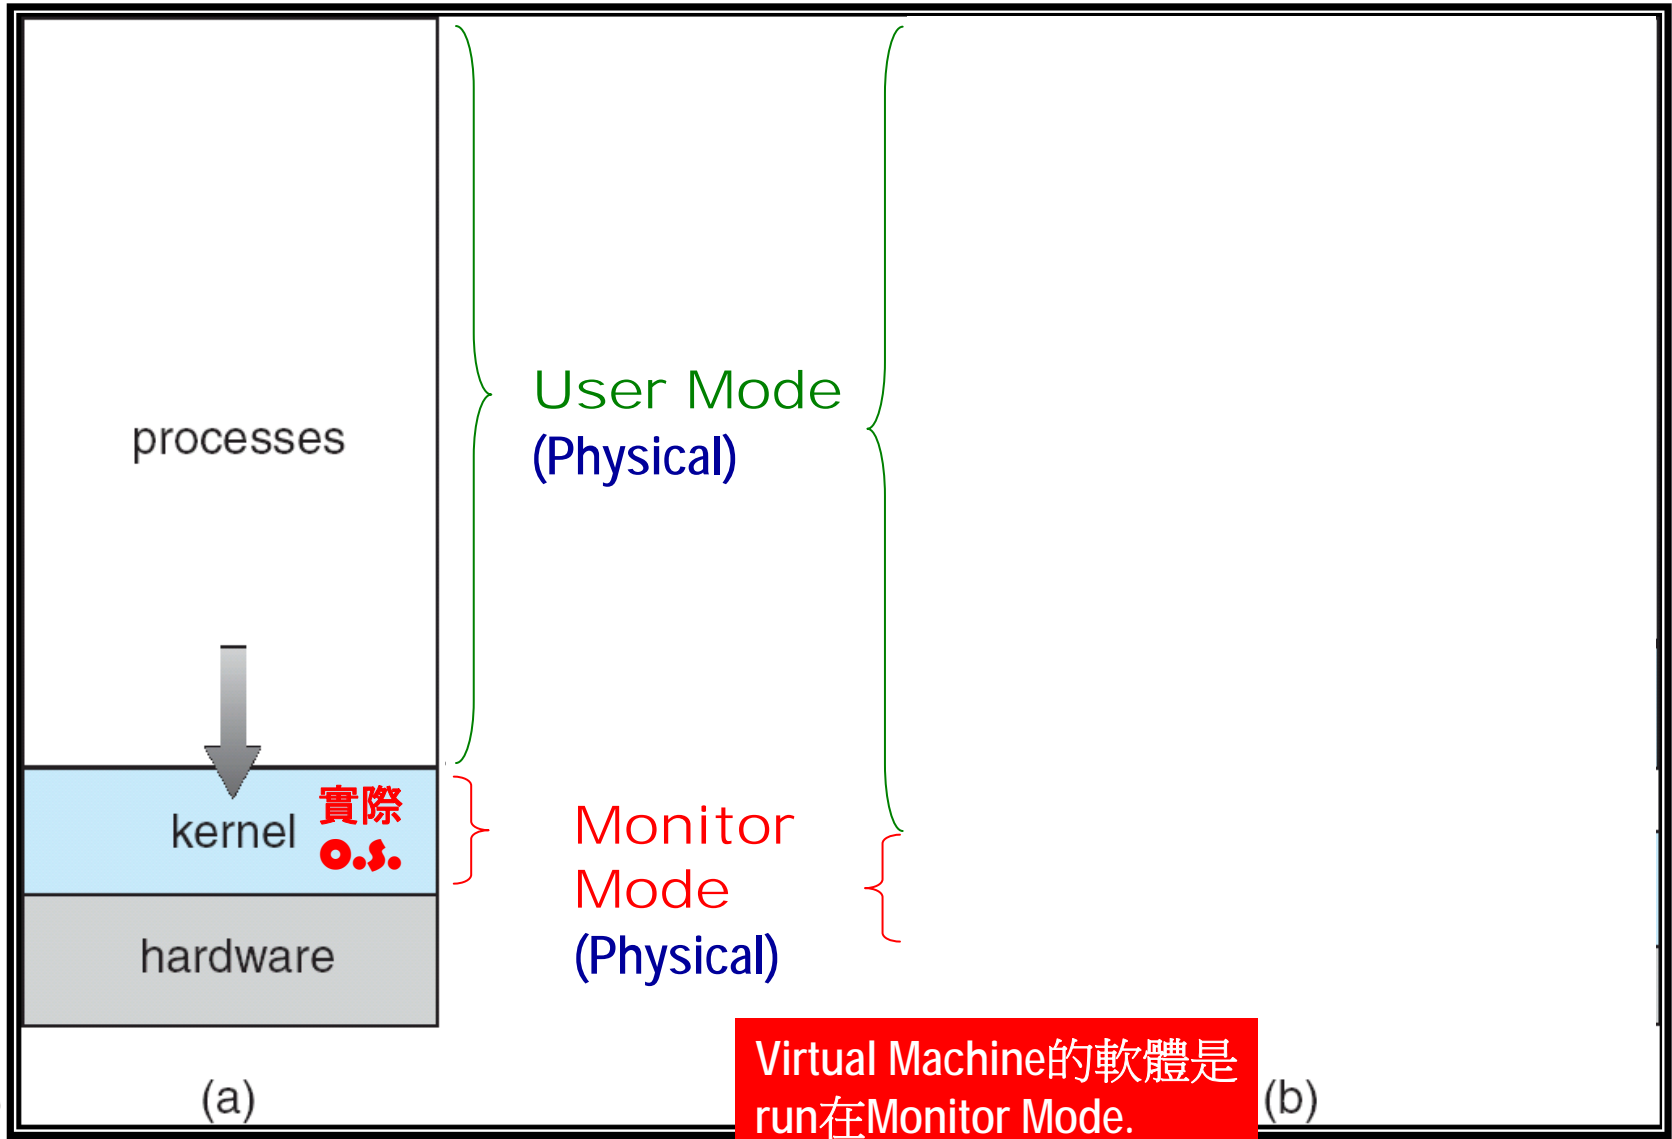 processes
User Mode
(Physical)
kernel
實際
O.S.
Monitor
Mode
(Physical)
hardware
Virtual Machine的軟體是
run在Monitor Mode.
(a)
(b)